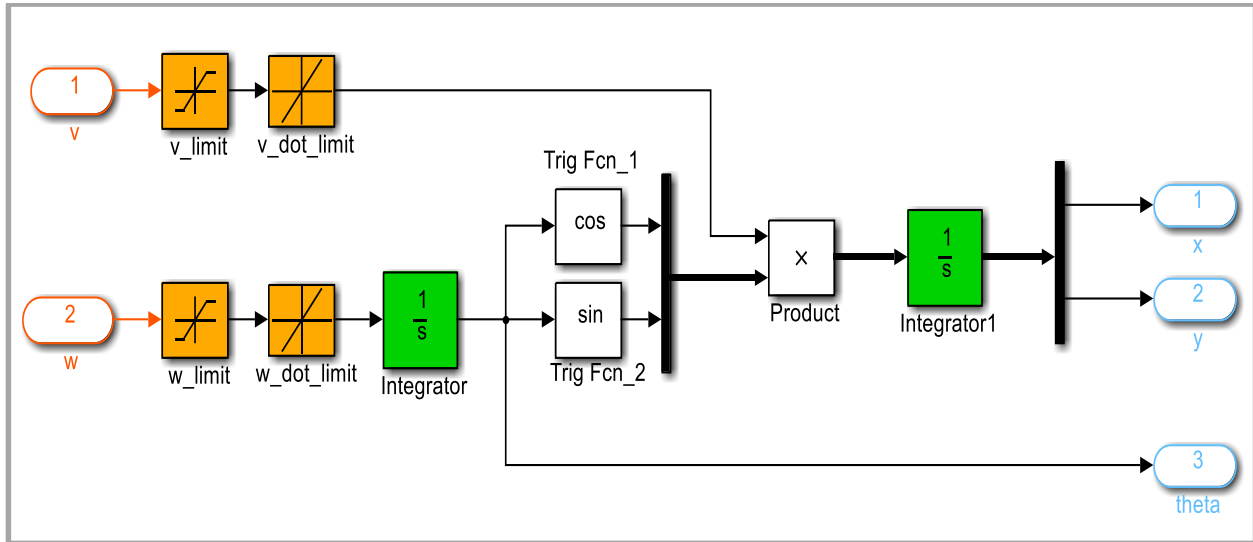 1
v
v_limit
v_dot_limit
Trig Fcn_1
cos
2
w
w_limit
w_dot_limit
1
s
Integrator
sin
Trig Fcn_2
×
Product
1
s
Integrator1
1
x
2
y
3
theta